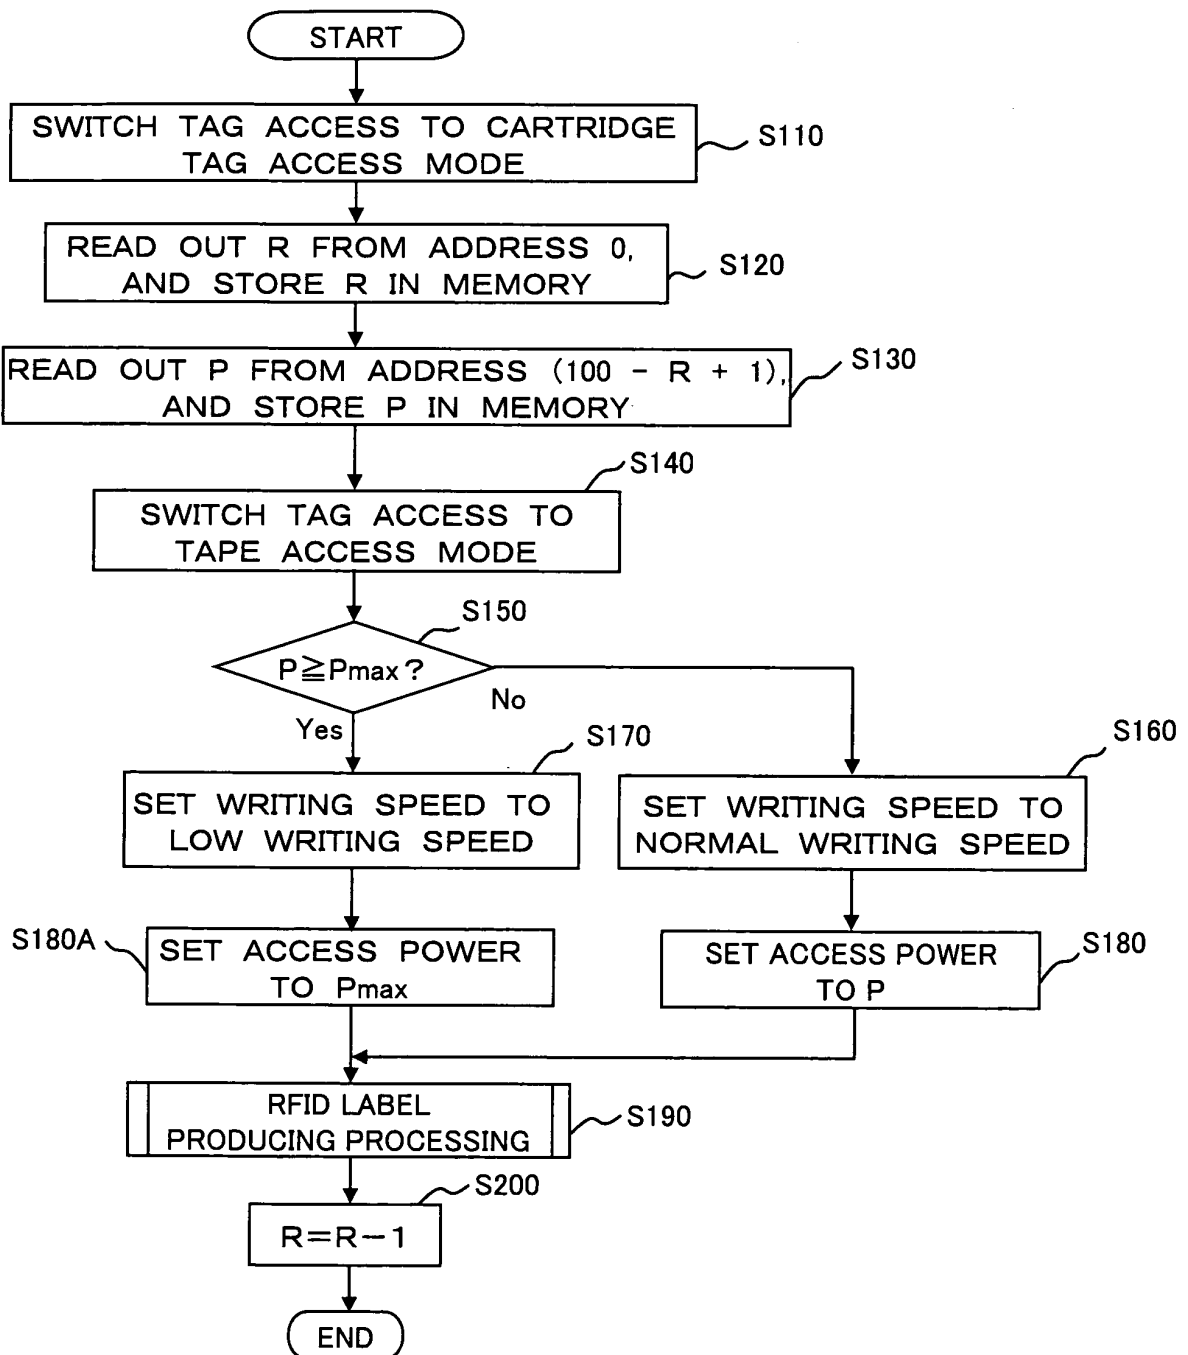 START
SWITCH TAG ACCESS TO CARTRIDGE
TAG ACCESS MODE
S110
READ OUT R FROM ADDRESS 0,
AND STORE R IN MEMORY
S120
READ OUT P FROM ADDRESS (100 - R + 1),
AND STORE P IN MEMORY
S130
S140
SWITCH TAG ACCESS TO
TAPE ACCESS MODE
S150
P≧Pmax?
No
Yes
S170
S160
SET WRITING SPEED TO
LOW WRITING SPEED
SET WRITING SPEED TO
NORMAL WRITING SPEED
S180A
SET ACCESS POWER
TO Pmax
SET ACCESS POWER
TO P
S180
RFID LABEL
PRODUCING PROCESSING
S190
S200
R=R-1
END